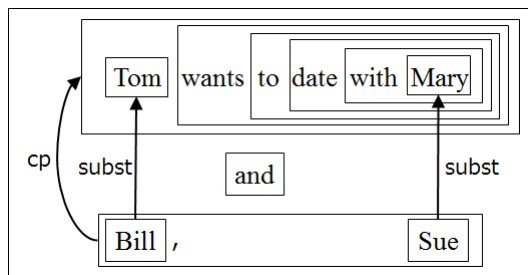 Tom wants to date with Mary
cp subst subst
and
Bill, Sue